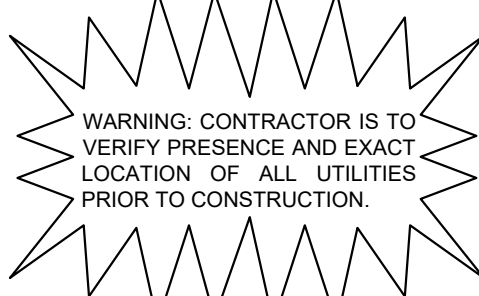 WARNING: CONTRACTOR IS TO
VERIFY PRESENCE AND EXACT
LOCATION OF ALL UTILITIES
PRIOR TO CONSTRUCTION.